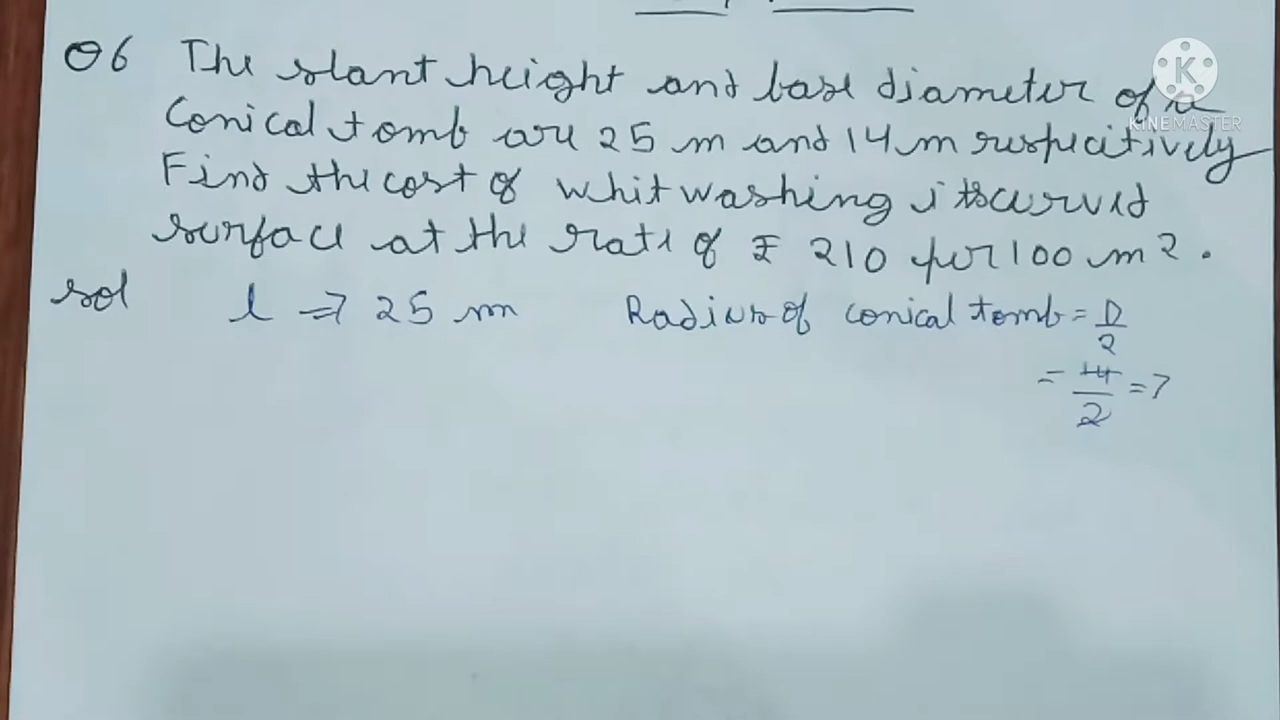 Q6 The slant height and base diameter of a
Conical tomb are 25 m and 14 m respectively
Find the cost of whitwashing its curved
surface at the rate of ₹ 210 per 100 m².
sol l ⇒ 25 m Radius of conical tomb = D/2
= 14/2 = 7
K
KINEMASTER